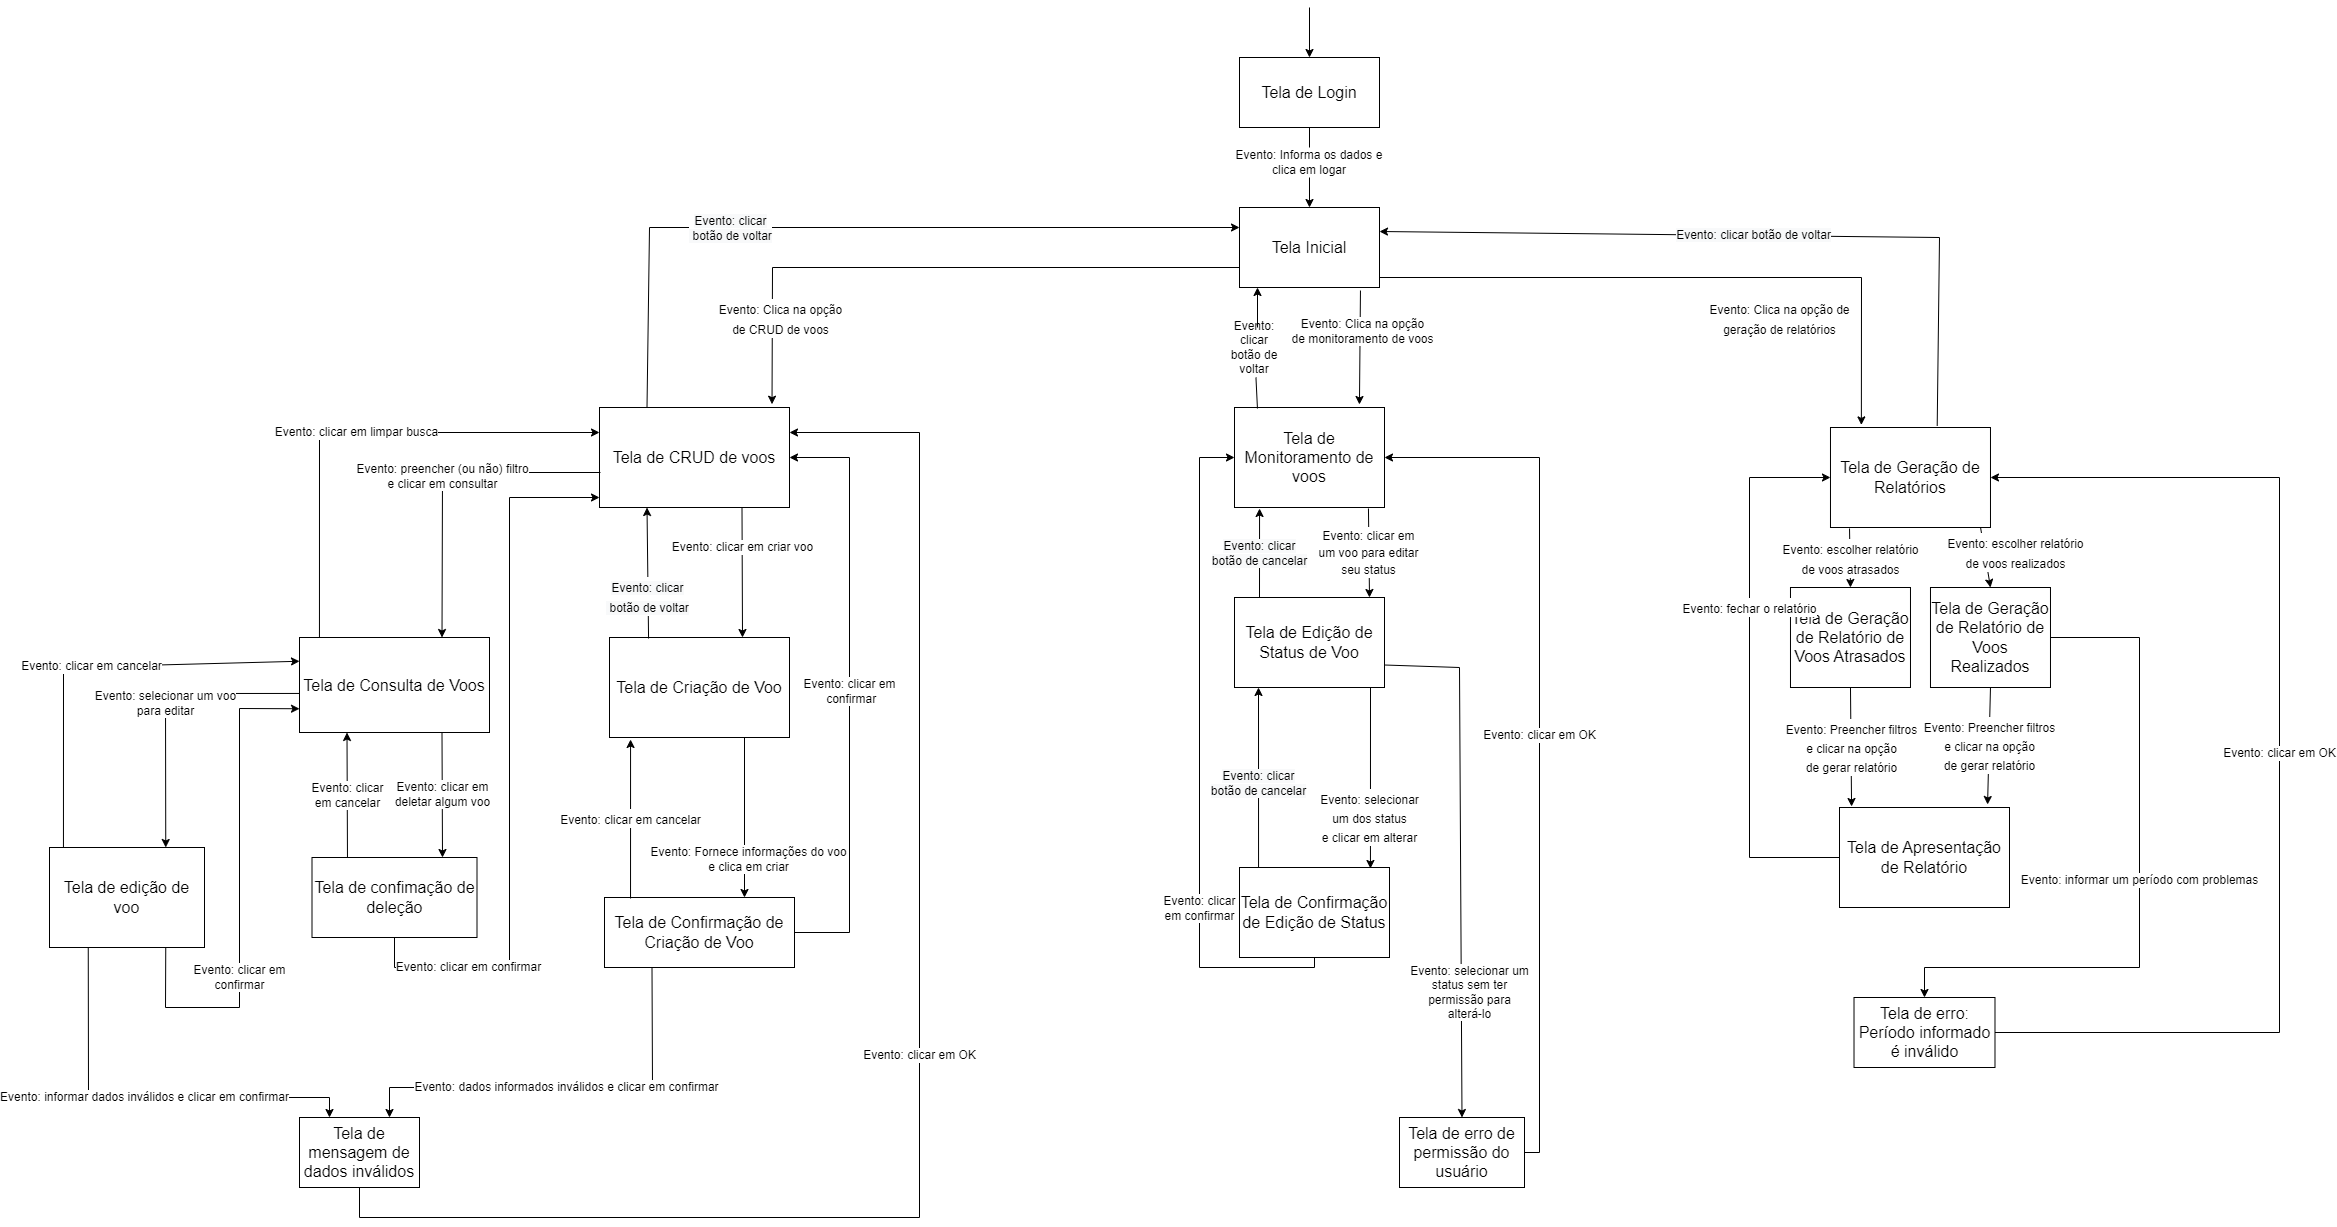 Tela de Login
Evento: Informa os dados e
clica em logar
Tela Inicial
Evento: clicar
botão de voltar
Evento: clicar botão de voltar
Evento: Clica na opção
de CRUD de voos
Evento:
clicar
botão de
voltar
Evento: Clica na opção
de monitoramento de voos
Evento: Clica na opção de
geração de relatórios
Tela de CRUD de voos
Evento: clicar em limpar busca
Evento: preencher (ou não) filtro
e clicar em consultar
Evento: clicar em criar voo
Evento: clicar
botão de voltar
Tela de Consulta de Voos
Evento: clicar em cancelar
Evento: selecionar um voo
para editar
Tela de Criação de Voo
Evento: clicar em
confirmar
Evento: clicar
em cancelar
Evento: clicar em
deletar algum voo
Evento: clicar em cancelar
Evento: Fornece informações do voo
e clica em criar
Tela de edição de
voo
Tela de confimação de
deleção
Tela de Confirmação de
Criação de Voo
Evento: clicar em
confirmar
Evento: clicar em confirmar
Evento: clicar em OK
Evento: informar dados inválidos e clicar em confirmar
Evento: dados informados inválidos e clicar em confirmar
Tela de
mensagem de
dados inválidos
Tela de
Monitoramento de
voos
Evento: clicar
botão de cancelar
Evento: clicar em
um voo para editar
seu status
Tela de Edição de
Status de Voo
Evento: clicar em OK
Evento: clicar
botão de cancelar
Evento: selecionar
um dos status
e clicar em alterar
Evento: clicar
em confirmar
Tela de Confirmação
de Edição de Status
Evento: selecionar um
status sem ter
permissão para
alterá-lo
Tela de erro de
permissão do
usuário
Tela de Geração de
Relatórios
Evento: escolher relatório
de voos atrasados
Evento: escolher relatório
de voos realizados
Evento: fechar o relatório
Tela de Geração
de Relatório de
Voos Atrasados
Tela de Geração
de Relatório de
Voos
Realizados
Evento: Preencher filtros
e clicar na opção
de gerar relatório
Evento: Preencher filtros
e clicar na opção
de gerar relatório
Evento: clicar em OK
Tela de Apresentação
de Relatório
Evento: informar um período com problemas
Tela de erro:
Período informado
é inválido